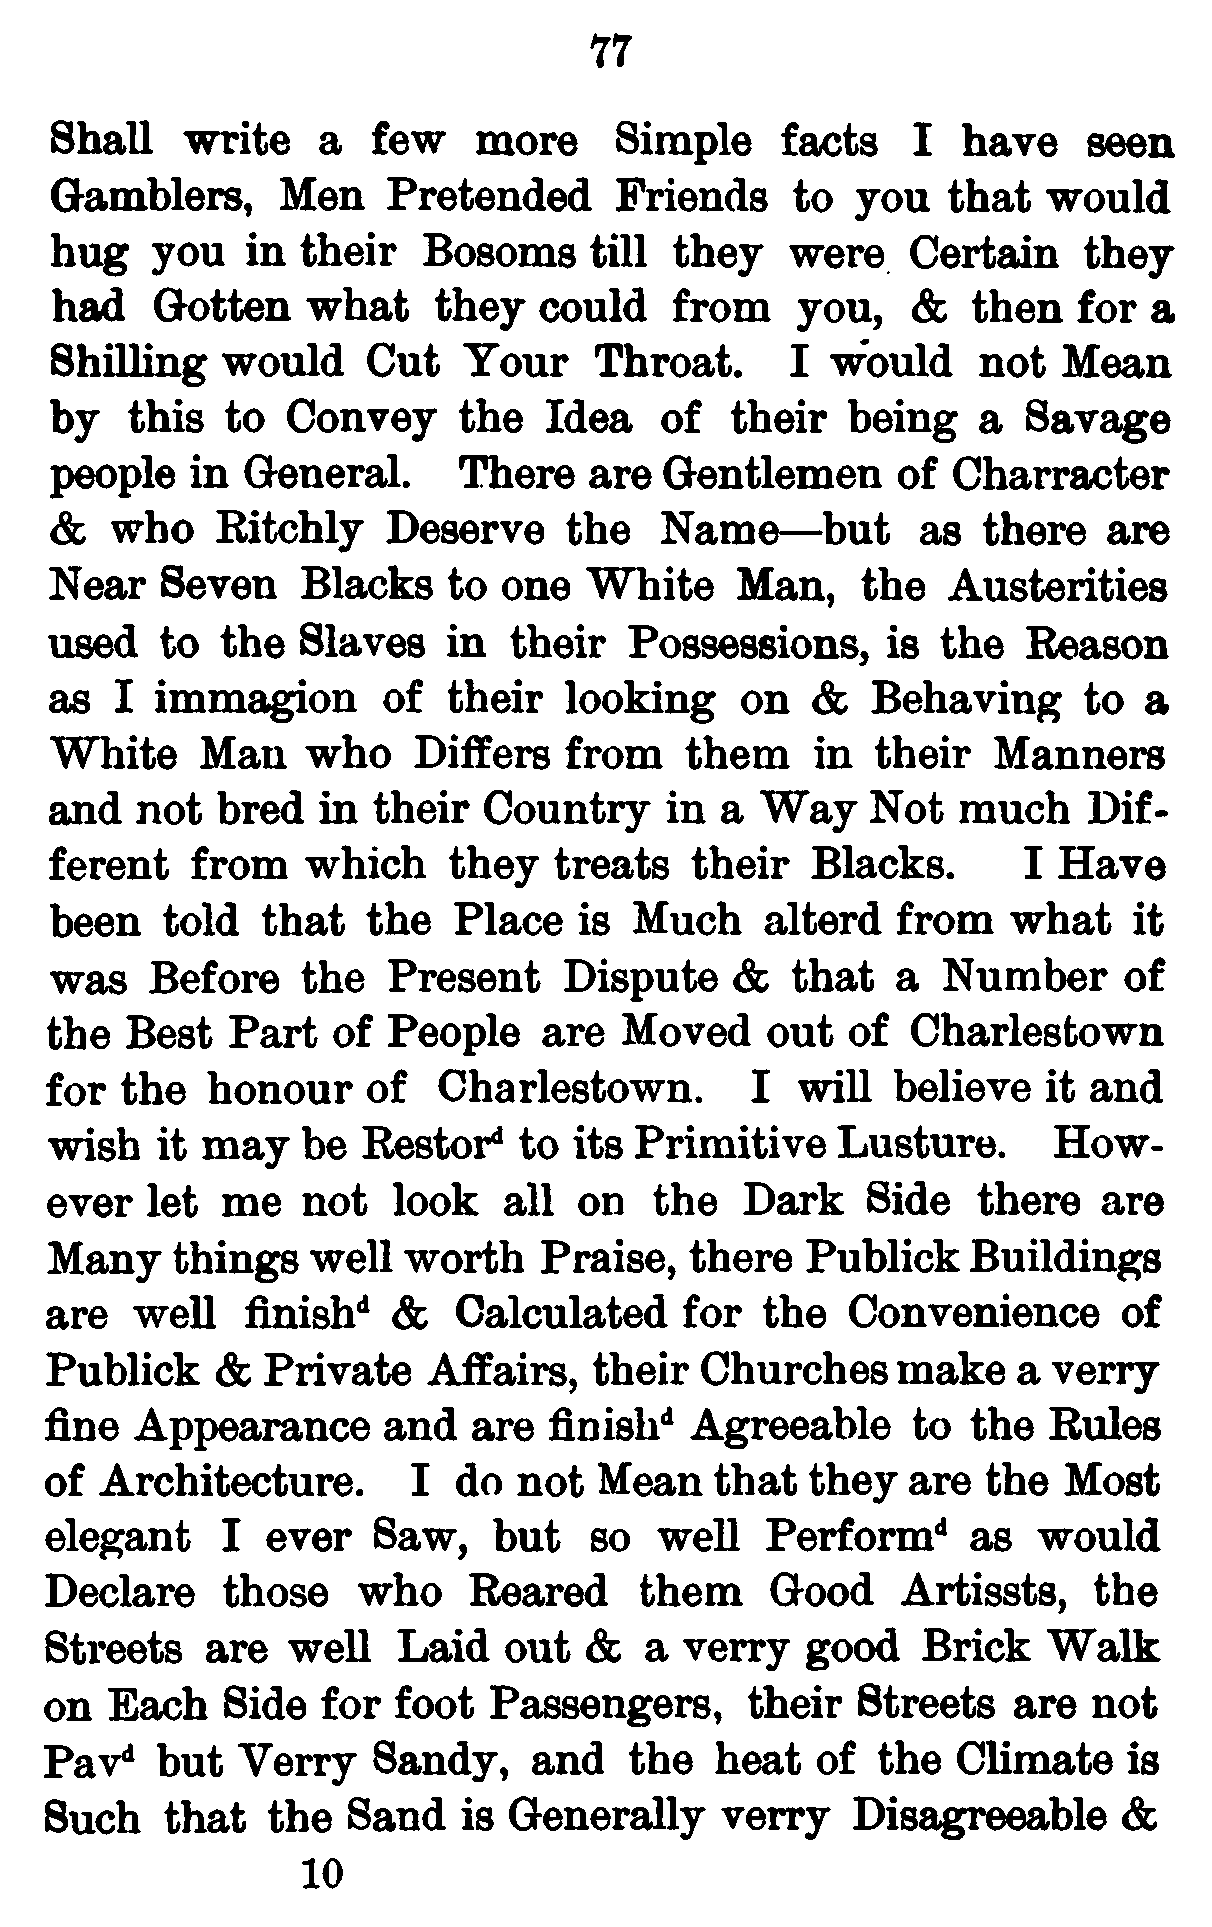 77
Shall write a few more Simple facts I have seen
Gamblers, Men Pretended Friends to you that would
hug you in their Bosoms till they were Certain they
had Gotten what they could from you, & then for a
Shilling would Cut Your Throat. I would not Mean
by this to Convey the Idea of their being a Savage
people in General. There are Gentlemen of Charracter
& who Ritchly Deserve the Name—but as there are
Near Seven Blacks to one White Man, the Austerities
used to the Slaves in their Possessions, is the Reason
as I immagion of their looking on & Behaving to a
White Man who Differs from them in their Manners
and not bred in their Country in a Way Not much Dif-
ferent from which they treats their Blacks. I Have
been told that the Place is Much alterd from what it
was Before the Present Dispute & that a Number of
the Best Part of People are Moved out of Charlestown
for the honour of Charlestown. I will believe it and
wish it may be Restorᵈ to its Primitive Lusture. How-
ever let me not look all on the Dark Side there are
Many things well worth Praise, there Publick Buildings
are well finishᵈ & Calculated for the Convenience of
Publick & Private Affairs, their Churches make a verry
fine Appearance and are finishᵈ Agreeable to the Rules
of Architecture. I do not Mean that they are the Most
elegant I ever Saw, but so well Performᵈ as would
Declare those who Reared them Good Artissts, the
Streets are well Laid out & a verry good Brick Walk
on Each Side for foot Passengers, their Streets are not
Pavᵈ but Verry Sandy, and the heat of the Climate is
Such that the Sand is Generally verry Disagreeable &
10